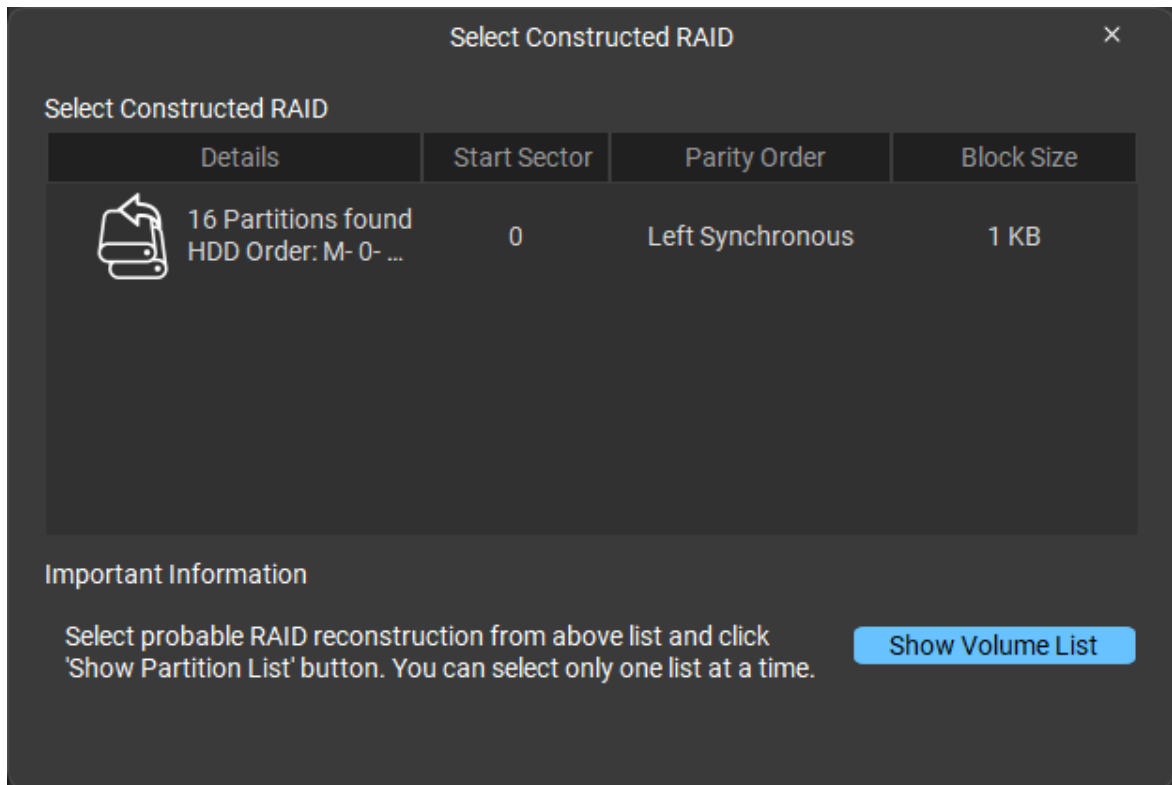 Select Constructed RAID
×
Select Constructed RAID
Details Start Sector Parity Order Block Size
16 Partitions found
HDD Order: M- 0- ...
0 Left Synchronous 1 KB
Important Information
Select probable RAID reconstruction from above list and click
'Show Partition List' button. You can select only one list at a time.
Show Volume List